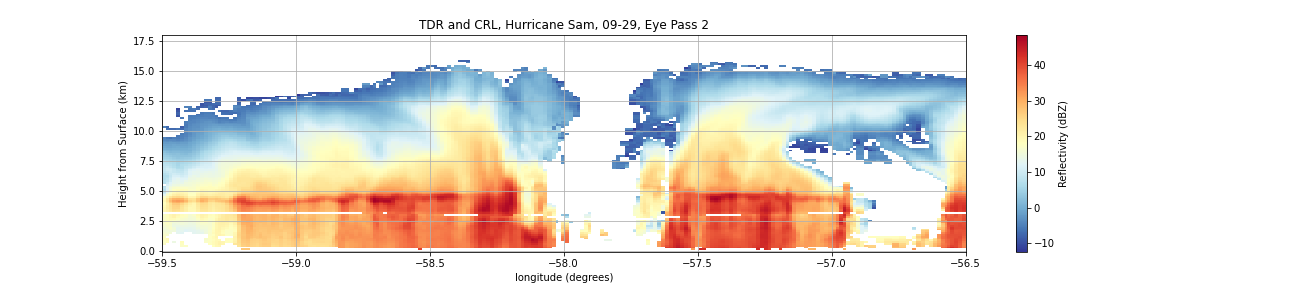 TDR and CRL, Hurricane Sam, 09-29, Eye Pass 2
17.5
15.0
12.5
10.0
7.5
5.0
2.5
0.0
Height from Surface (km)
−59.5 −59.0 −58.5 −58.0 −57.5 −57.0 −56.5
longitude (degrees)
40
30
20
10
0
−10
Reflectivity (dBZ)